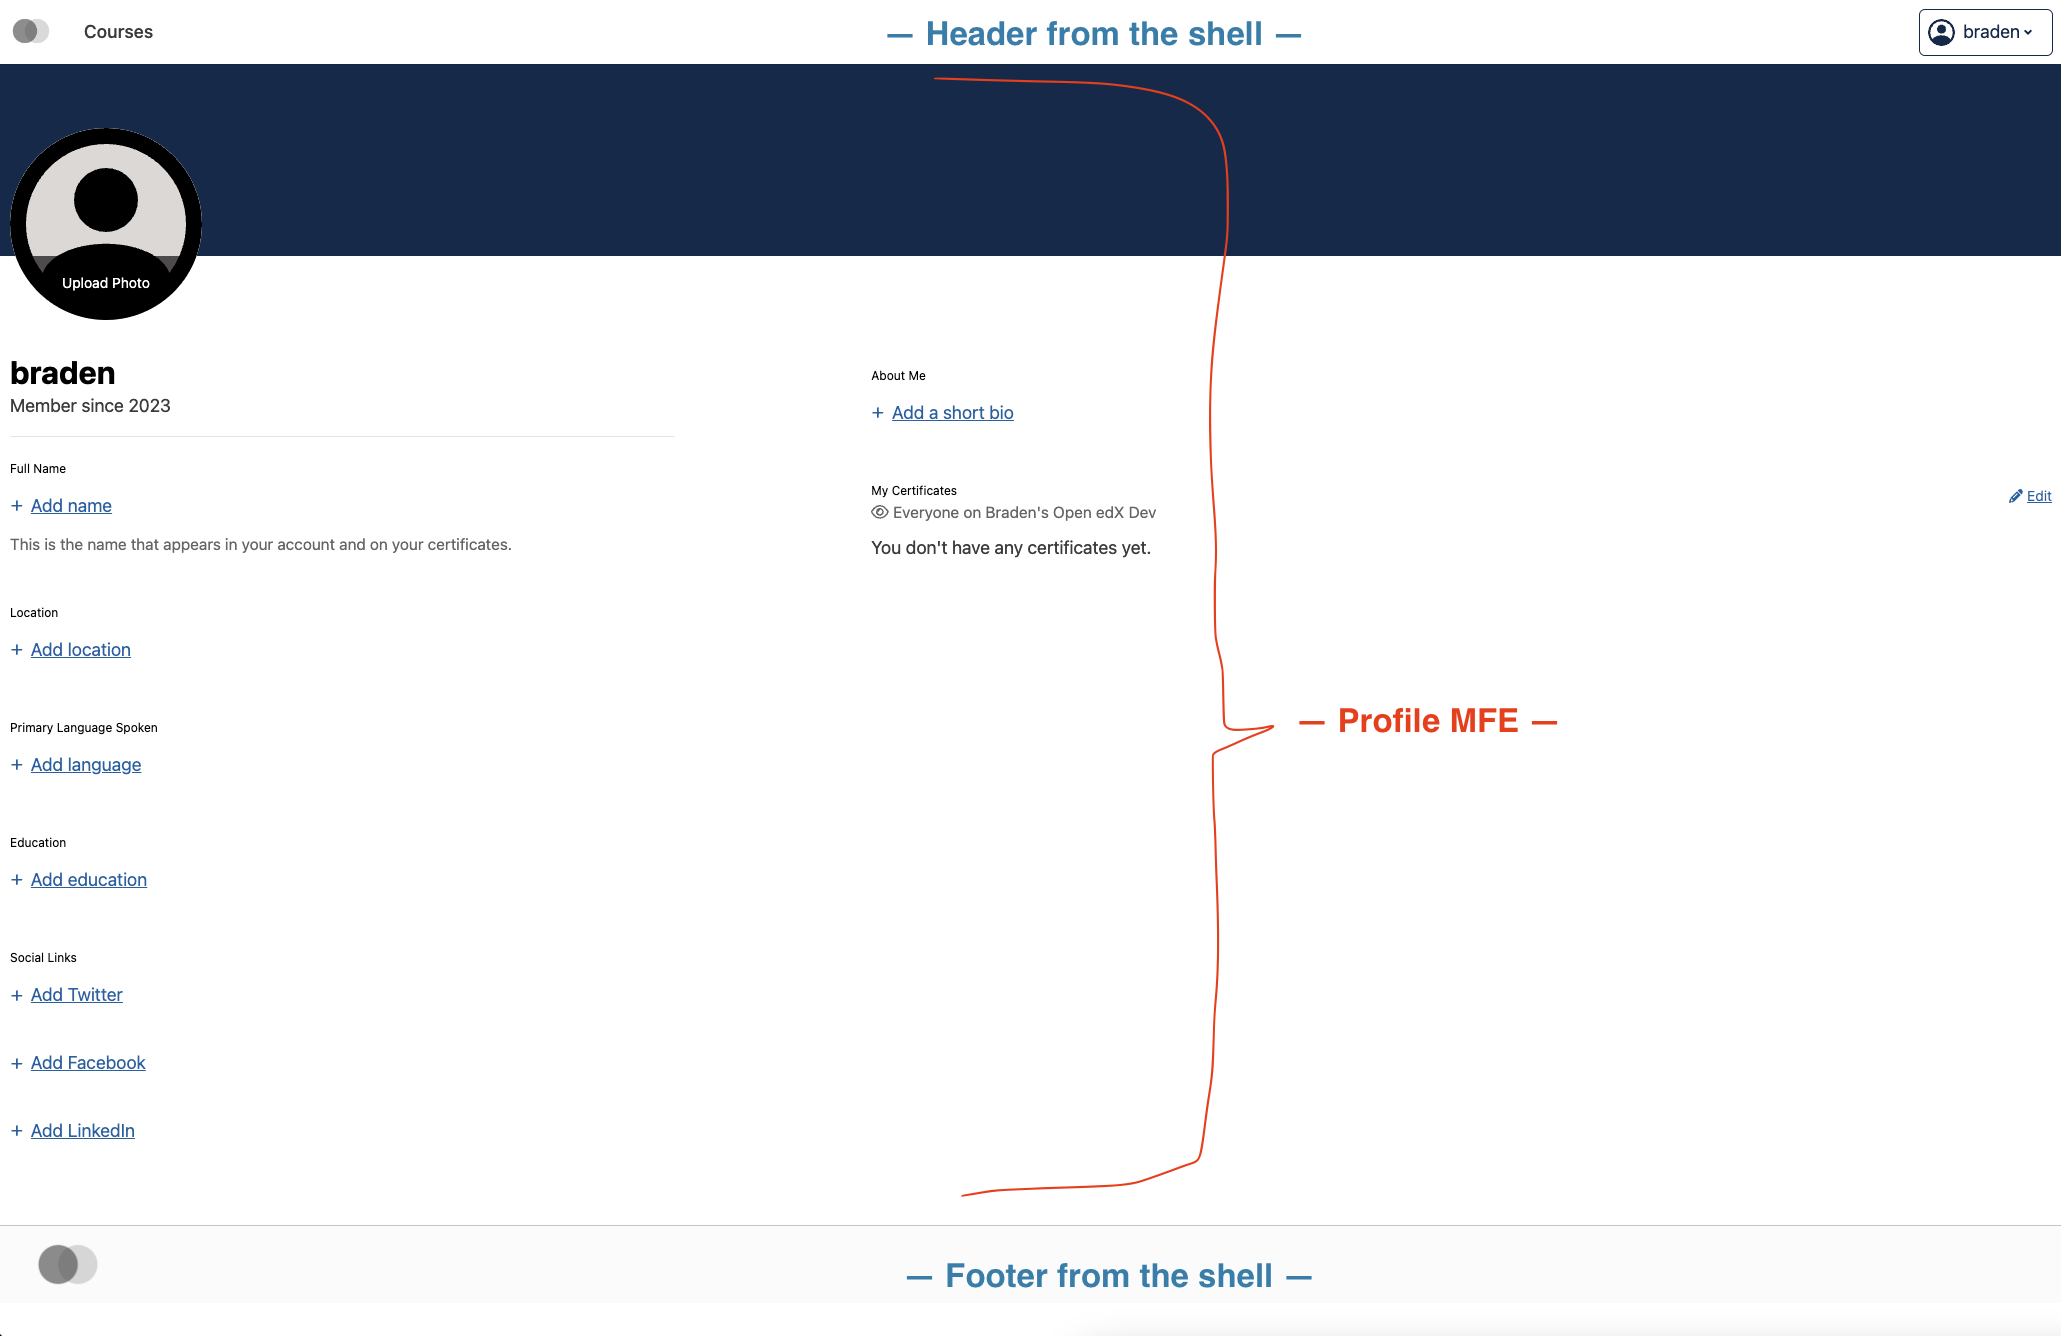 Courses
— Header from the shell —
braden
Upload Photo
braden
Member since 2023
Full Name
+ Add name
This is the name that appears in your account and on your certificates.
Location
+ Add location
Primary Language Spoken
+ Add language
Education
+ Add education
Social Links
+ Add Twitter
+ Add Facebook
+ Add LinkedIn
About Me
+ Add a short bio
My Certificates
Edit
Everyone on Braden's Open edX Dev
You don't have any certificates yet.
— Profile MFE —
— Footer from the shell —